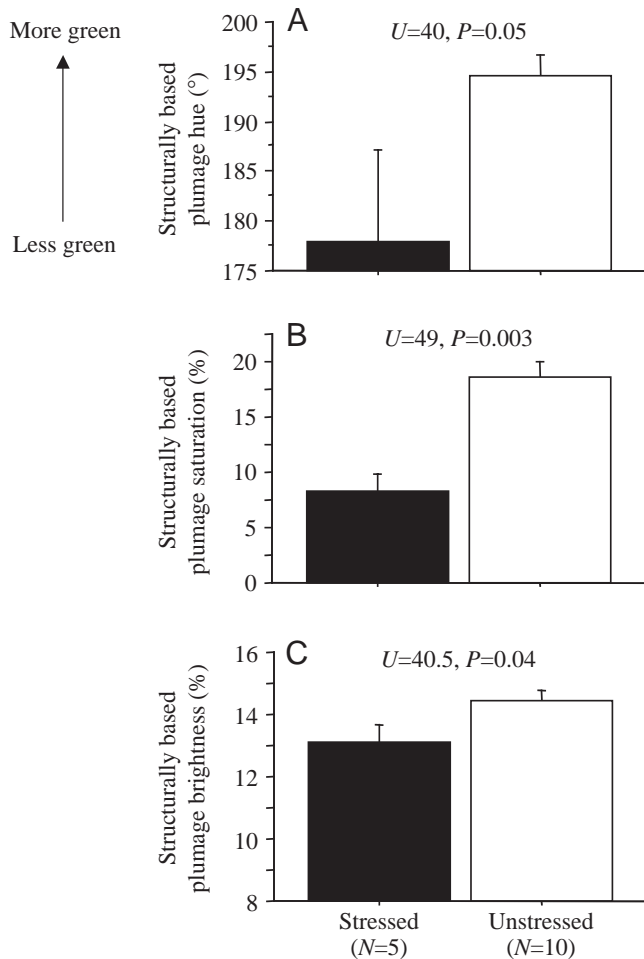 More green
Less green
A
U=40, P=0.05
Structurally based
plumage hue (°)
200
195
190
185
180
175
B
U=49, P=0.003
Structurally based
plumage saturation (%)
20
15
10
5
0
C
U=40.5, P=0.04
Structurally based
plumage brightness (%)
16
14
12
10
8
Stressed
(N=5)
Unstressed
(N=10)